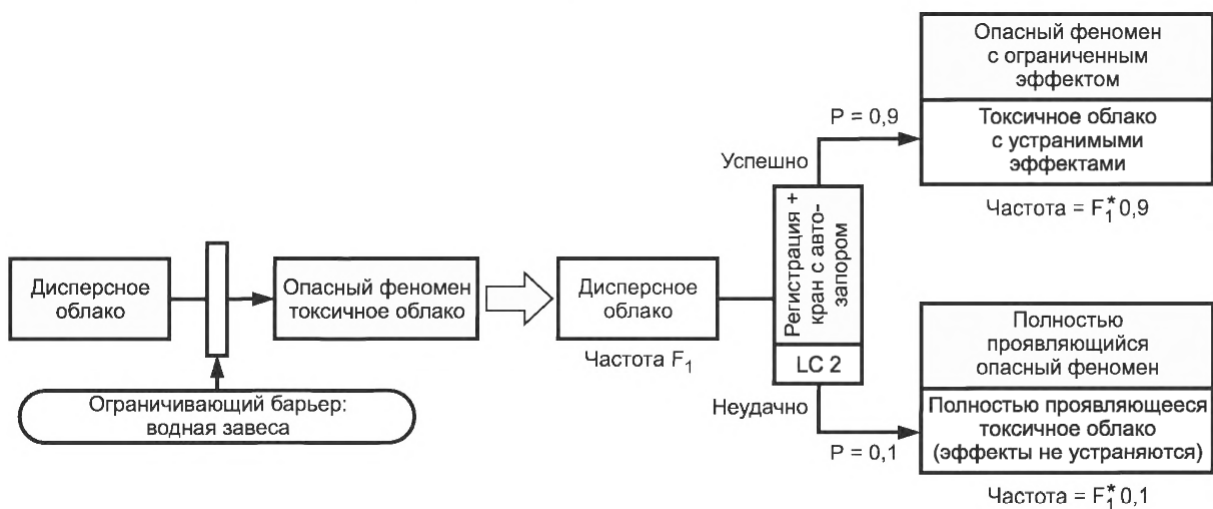 Дисперсное
облако
Ограничивающий барьер:
водная завеса
Опасный феномен
токсичное облако
Дисперсное
облако
Частота F₁
Регистрация +
кран с авто-
запором
LC 2
Успешно
P = 0,9
Опасный феномен
с ограниченным
эффектом
Токсичное облако
с устранимыми
эффектами
Частота = F₁* 0,9
Неудачно
P = 0,1
Полностью
проявляющийся
опасный феномен
Полностью проявляющееся
токсичное облако
(эффекты не устраняются)
Частота = F₁* 0,1